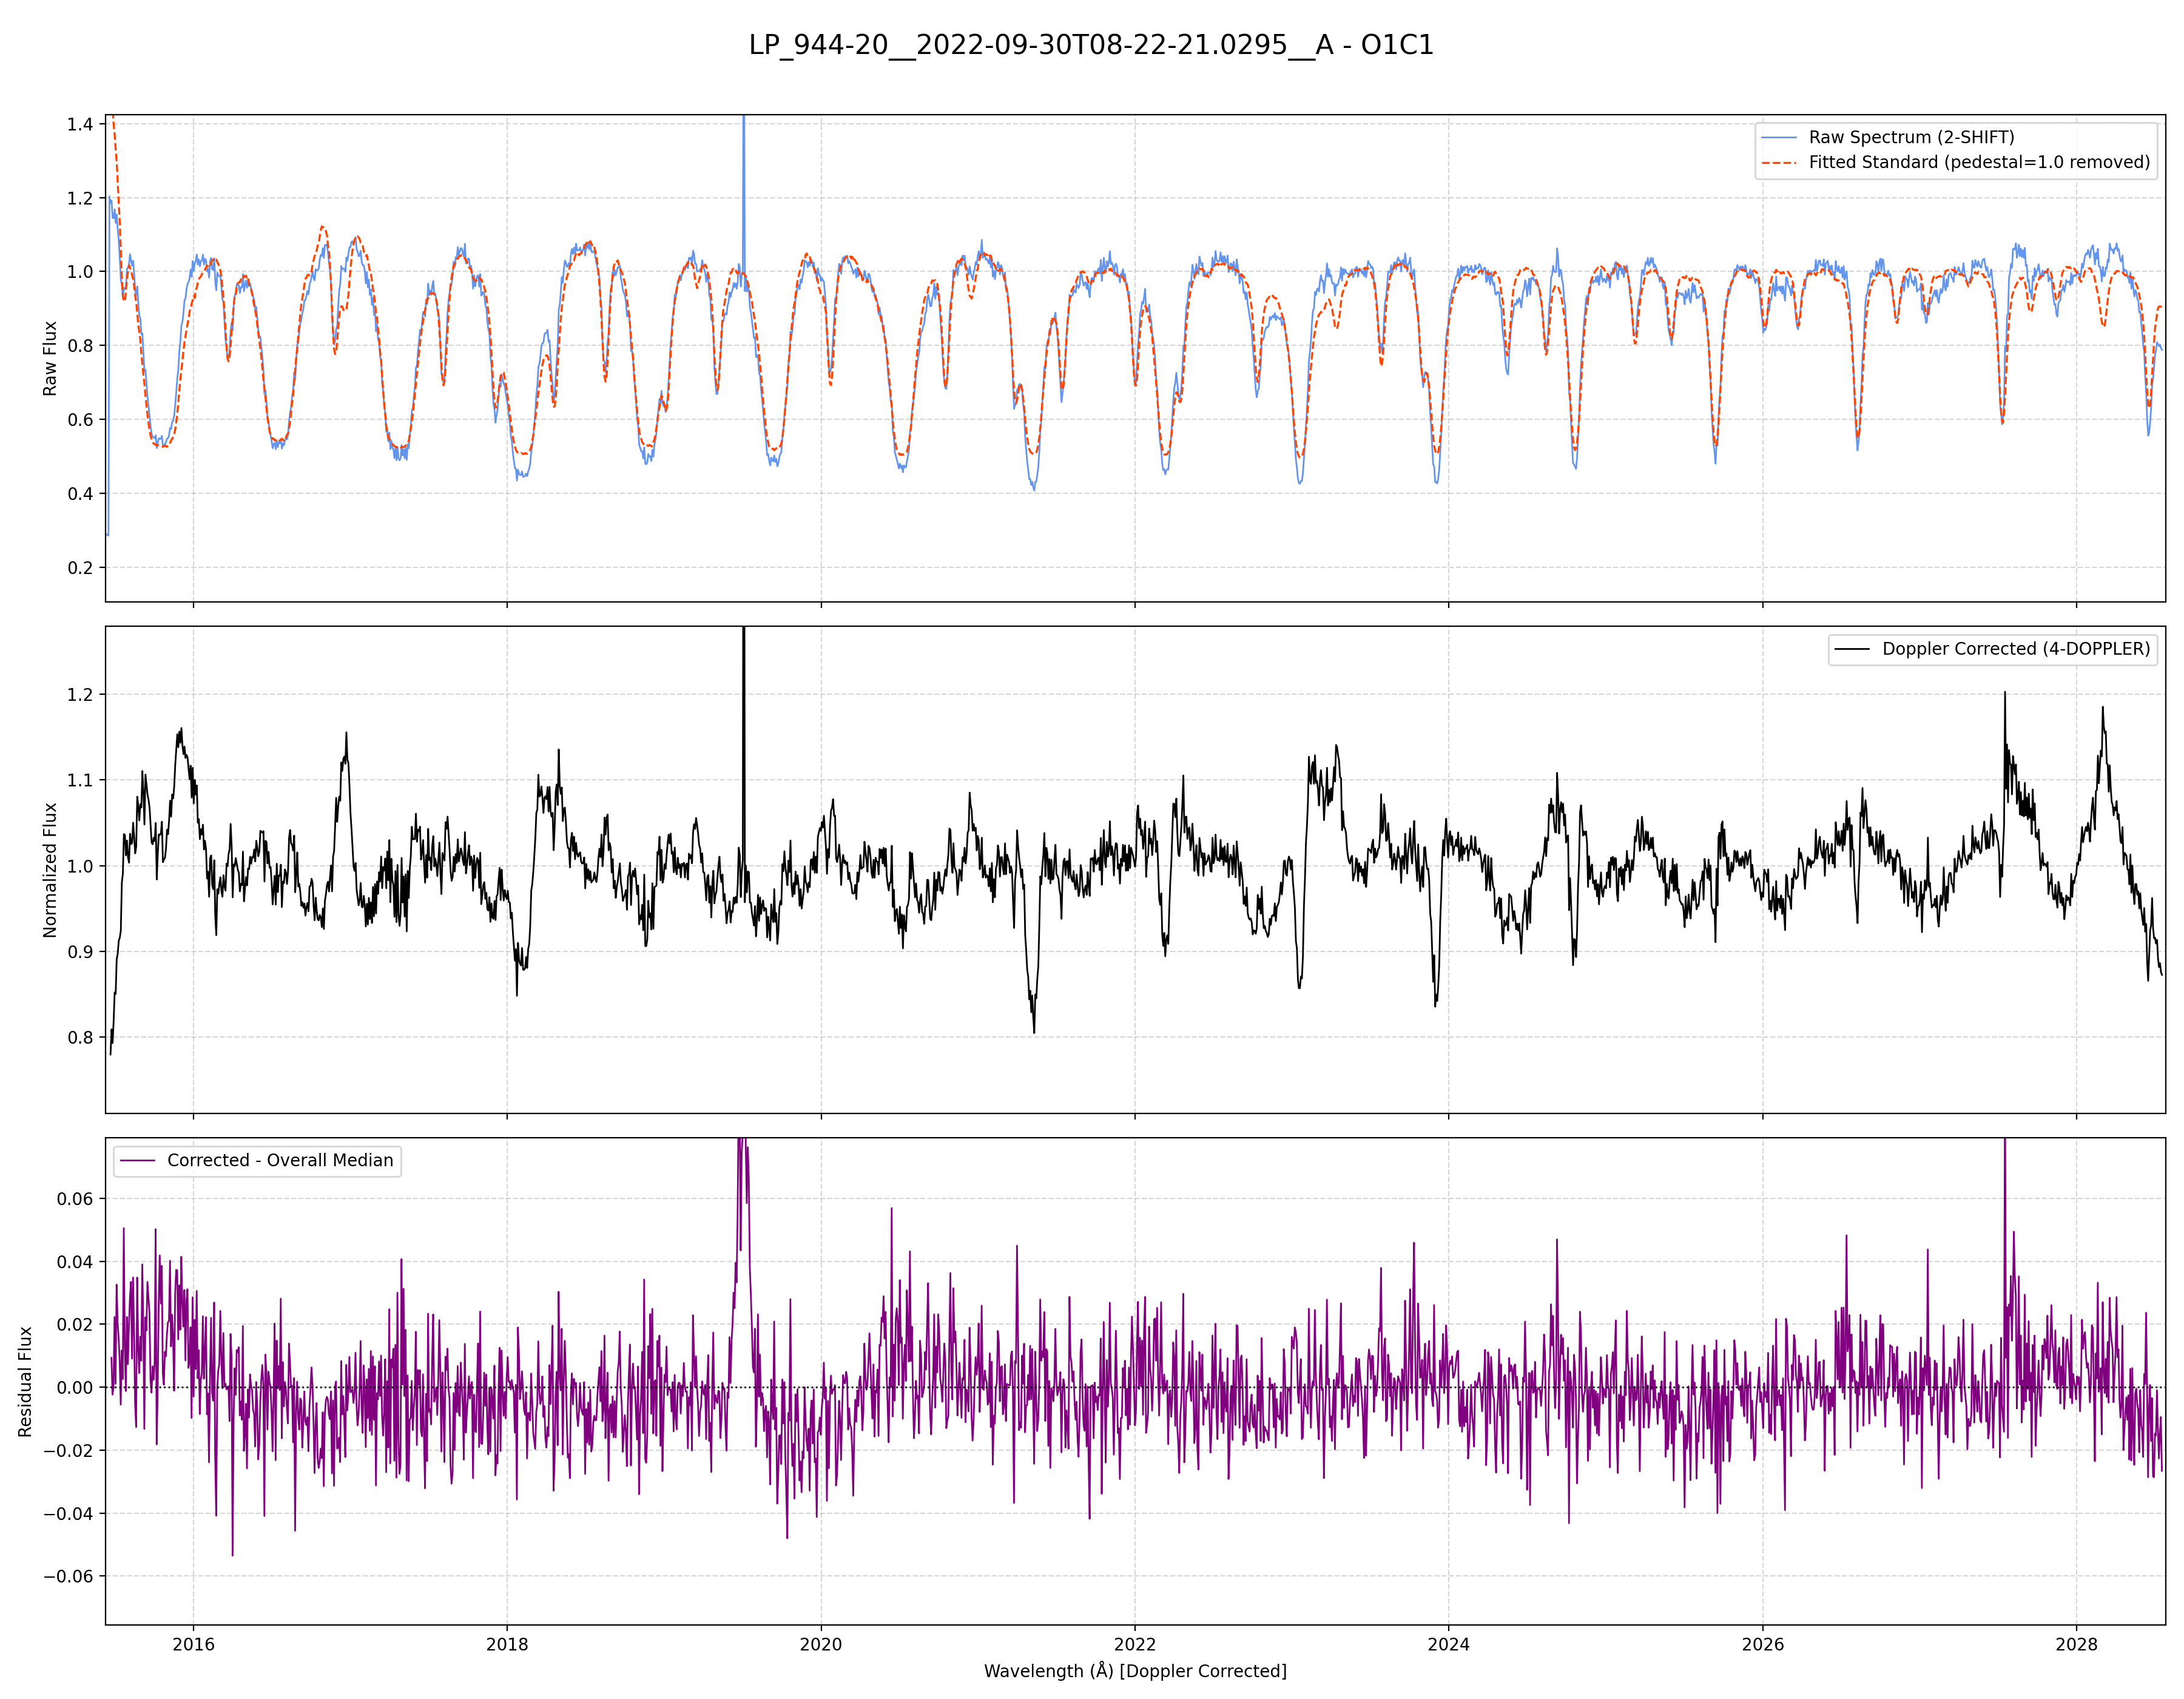 LP_944-20__2022-09-30T08-22-21.0295__A - O1C1
Raw Flux
1.4
1.2
1.0
0.8
0.6
0.4
0.2
Raw Spectrum (2-SHIFT)
Fitted Standard (pedestal=1.0 removed)
Normalized Flux
1.2
1.1
1.0
0.9
0.8
Doppler Corrected (4-DOPPLER)
Residual Flux
0.06
0.04
0.02
0.00
−0.02
−0.04
−0.06
Corrected - Overall Median
2016 2018 2020 2022 2024 2026 2028
Wavelength (Å) [Doppler Corrected]